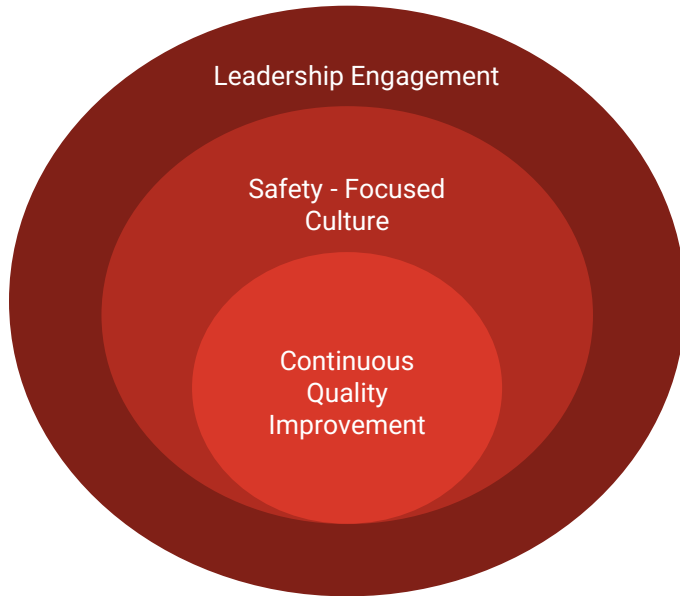 Leadership Engagement
Safety - Focused
Culture
Continuous
Quality
Improvement